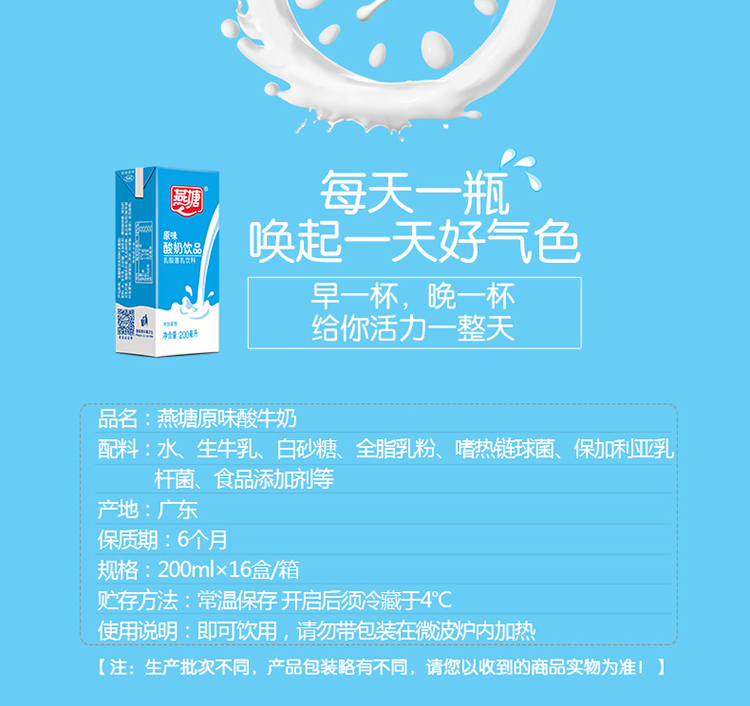 每天一瓶
唤起一天好气色
早一杯，晚一杯
给你活力一整天
燕塘
原味
酸奶饮品
乳酸菌乳饮料
净含量:200毫升
品名：燕塘原味酸牛奶
配料：水、生牛乳、白砂糖、全脂乳粉、嗜热链球菌、保加利亚乳
杆菌、食品添加剂等
产地：广东
保质期：6个月
规格：200ml×16盒/箱
贮存方法：常温保存 开启后须冷藏于4℃
使用说明：即可饮用，请勿带包装在微波炉内加热
【 注：生产批次不同，产品包装略有不同，请您以收到的商品实物为准！ 】